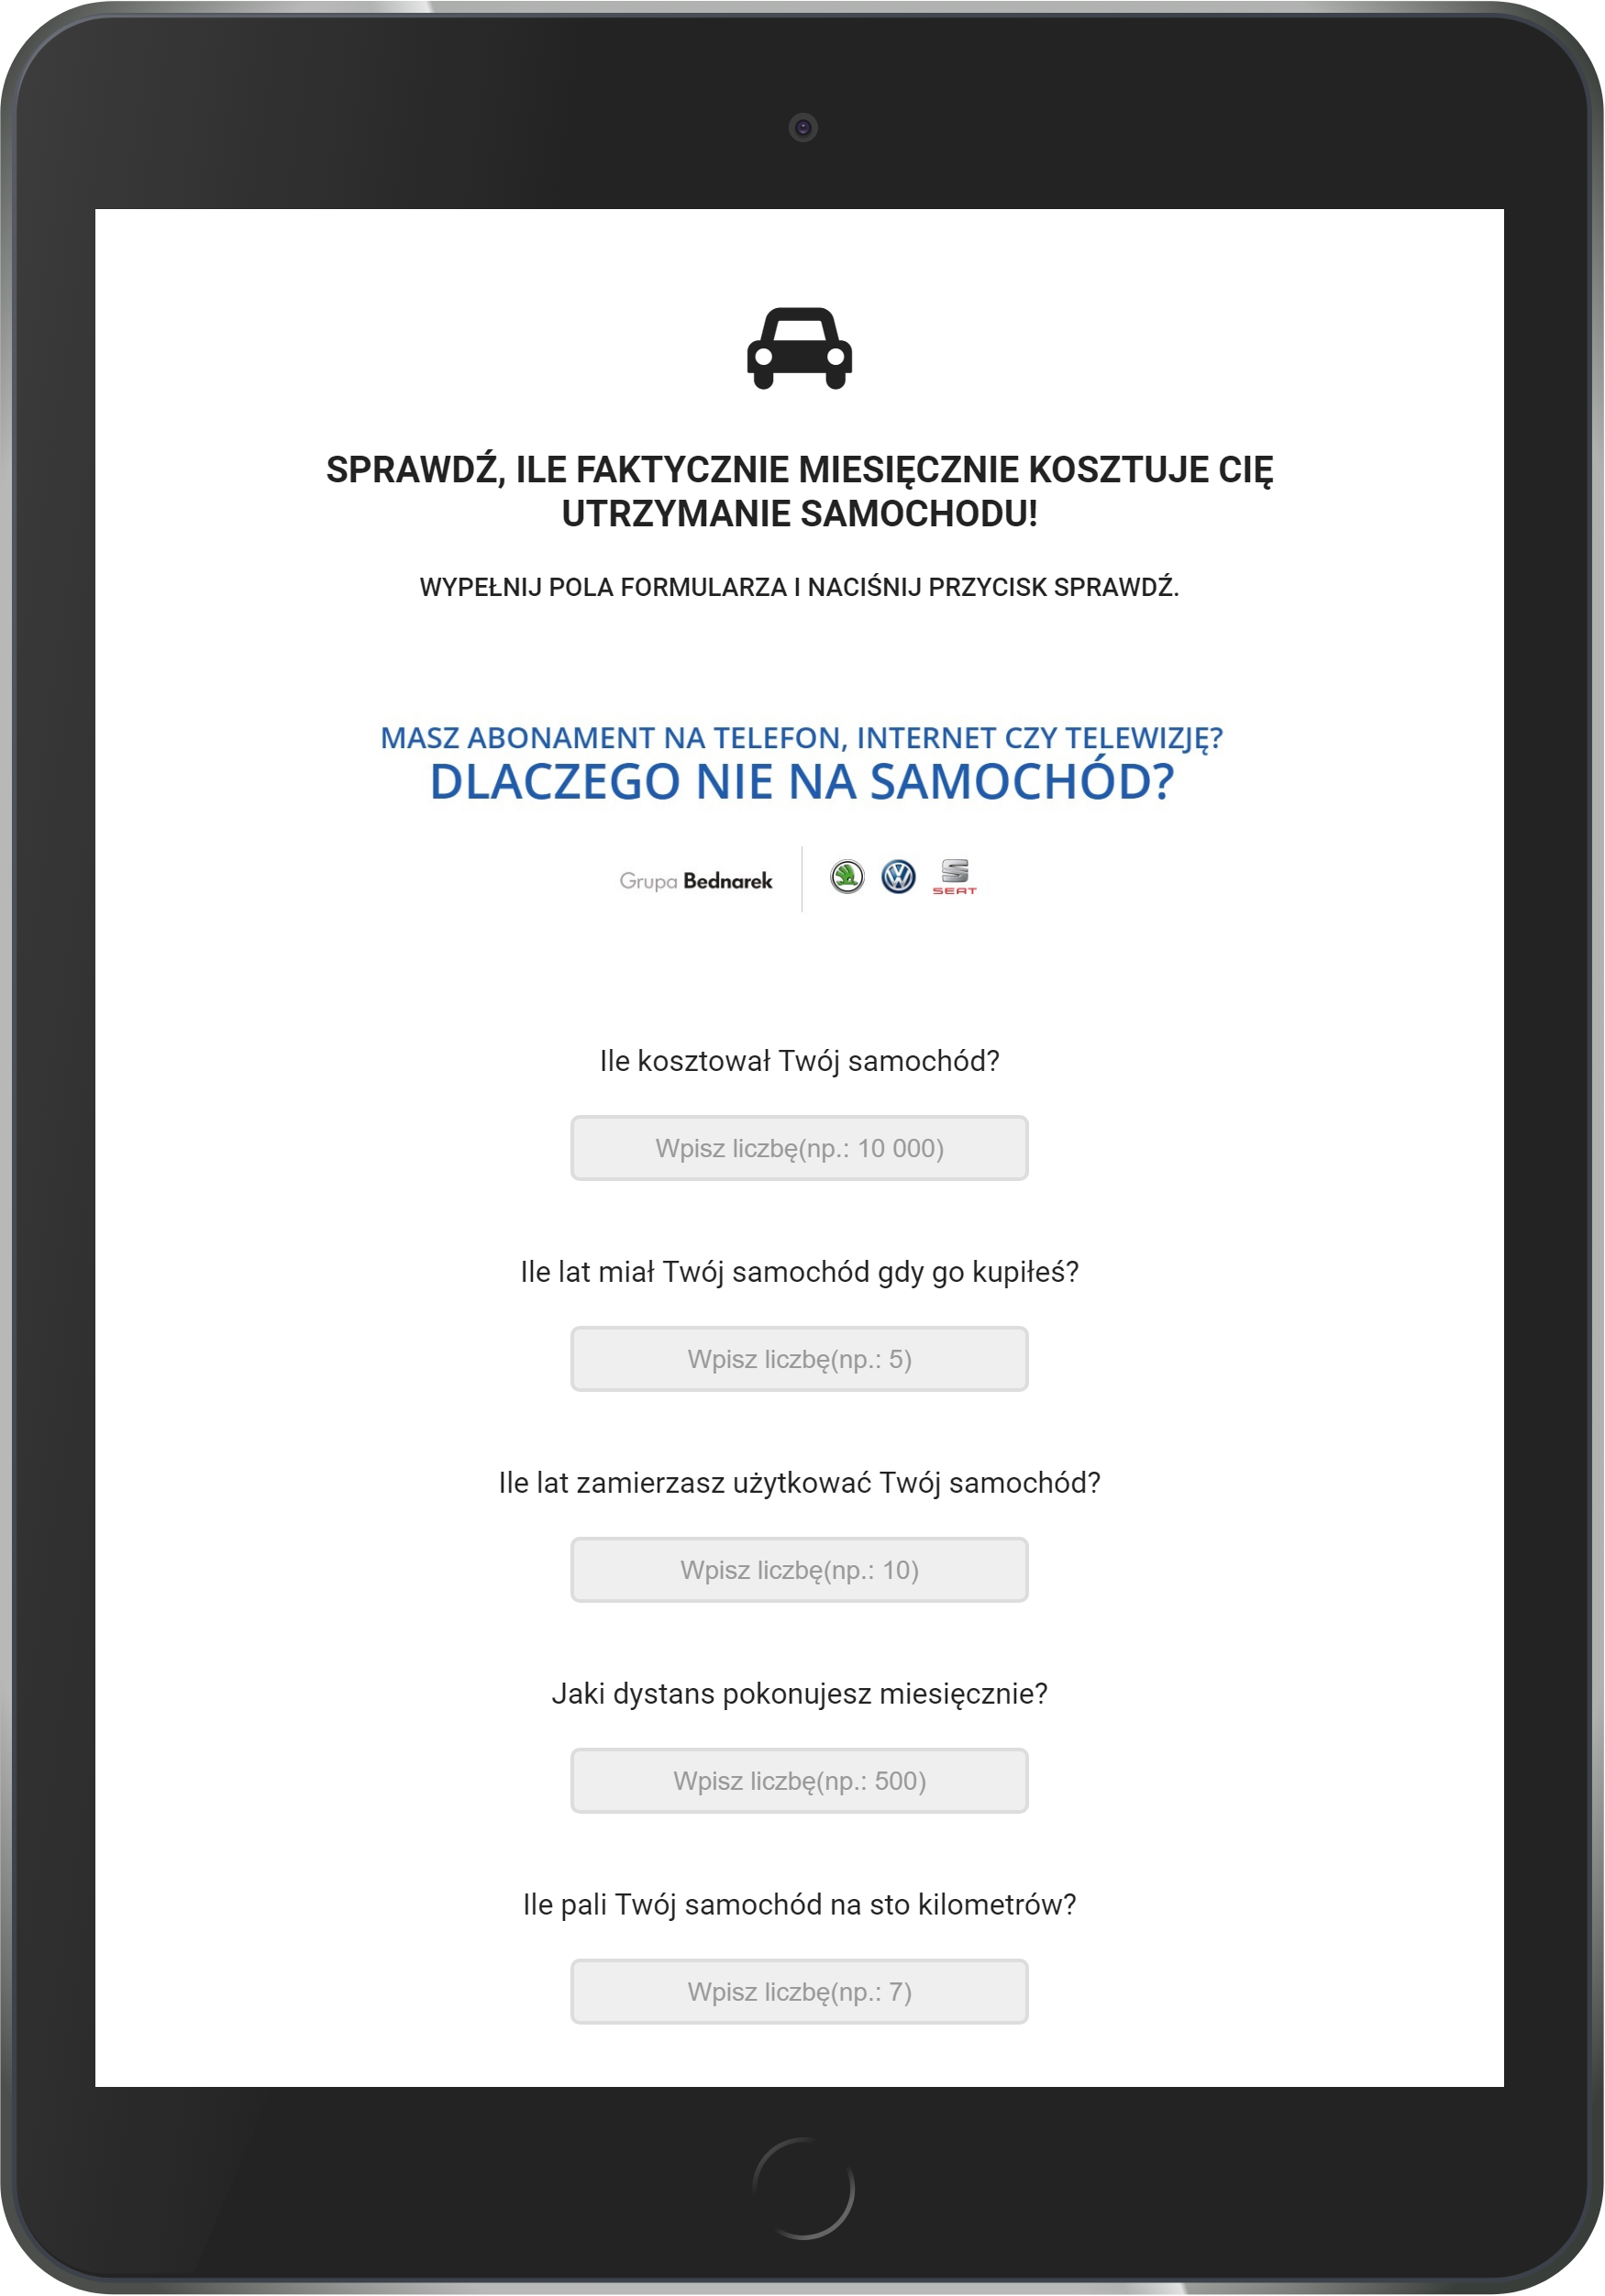 SPRAWDŹ, ILE FAKTYCZNIE MIESIĘCZNIE KOSZTUJE CIĘ
UTRZYMANIE SAMOCHODU!
WYPEŁNIJ POLA FORMULARZA I NACIŚNIJ PRZYCISK SPRAWDŹ.
MASZ ABONAMENT NA TELEFON, INTERNET CZY TELEWIZJĘ?
DLACZEGO NIE NA SAMOCHÓD?
Grupa Bednarek
SEAT
Ile kosztował Twój samochód?
Wpisz liczbę(np.: 10 000)
Ile lat miał Twój samochód gdy go kupiłeś?
Wpisz liczbę(np.: 5)
Ile lat zamierzasz użytkować Twój samochód?
Wpisz liczbę(np.: 10)
Jaki dystans pokonujesz miesięcznie?
Wpisz liczbę(np.: 500)
Ile pali Twój samochód na sto kilometrów?
Wpisz liczbę(np.: 7)